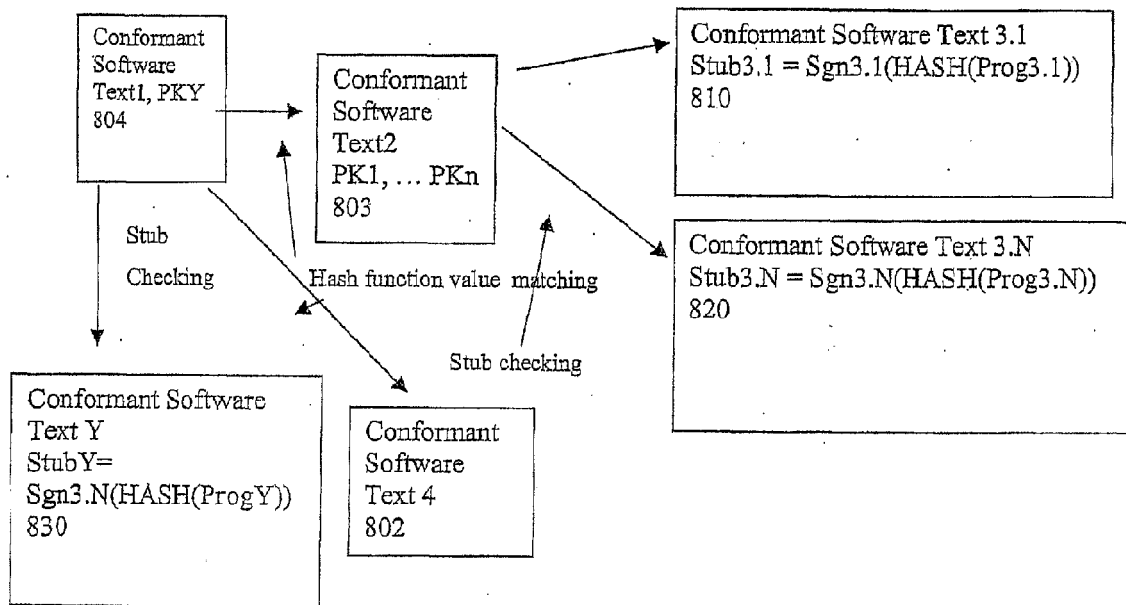 Conformant
Software
Text1, PKY
804
Conformant
Software
Text2
PK1, ... PKn
803
Conformant Software Text 3.1
Stub3.1 = Sgn3.1(HASH(Prog3.1))
810
Conformant Software Text 3.N
Stub3.N = Sgn3.N(HASH(Prog3.N))
820
Stub
Checking
Hash function value matching
Stub checking
Conformant Software
Text Y
StubY=
Sgn3.N(HASH(ProgY))
830
Conformant
Software
Text 4
802